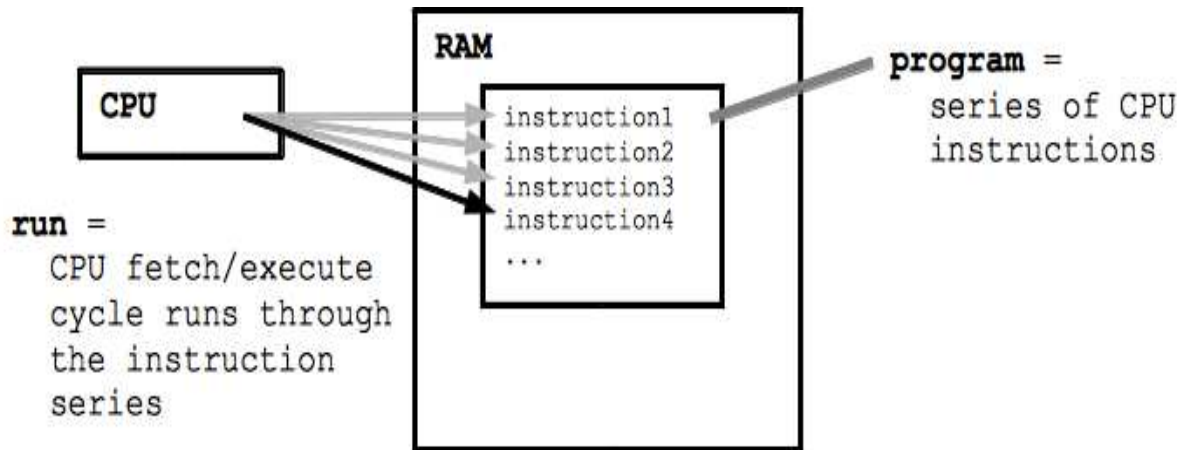 RAM
CPU
instruction1
instruction2
instruction3
instruction4
...
program =
series of CPU
instructions
run =
CPU fetch/execute
cycle runs through
the instruction
series